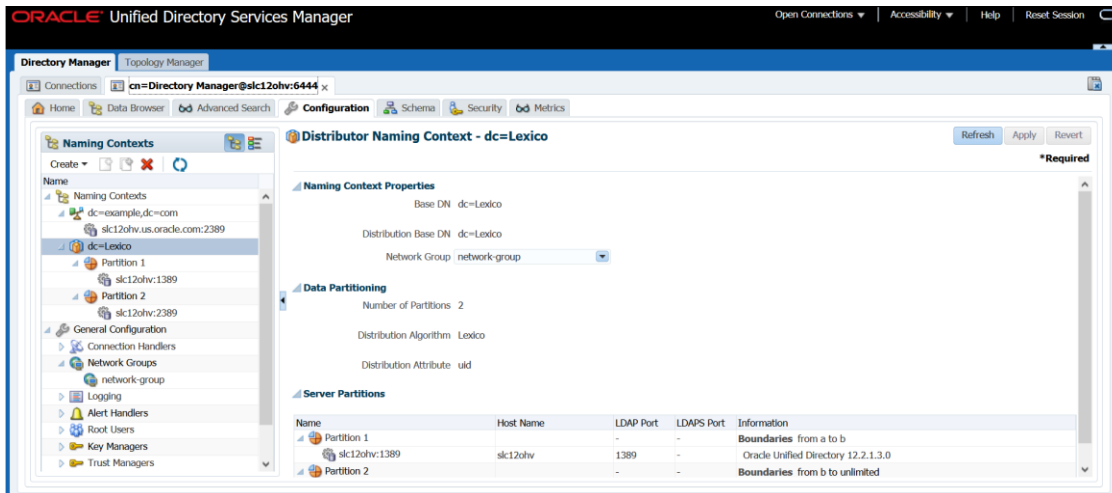 ORACLE Unified Directory Services Manager
Open Connections Accessibility Help Reset Session
Directory Manager Topology Manager
Connections cn=Directory Manager@slc12ohv:6444
Home Data Browser Advanced Search Configuration Schema Security Metrics
Naming Contexts
Create
Name
Naming Contexts
dc=example,dc=com
slc12ohv.us.oracle.com:2389
dc=Lexico
Partition 1
slc12ohv:1389
Partition 2
slc12ohv:2389
General Configuration
Connection Handlers
Network Groups
network-group
Logging
Alert Handlers
Root Users
Key Managers
Trust Managers
Distributor Naming Context - dc=Lexico
Refresh Apply Revert
*Required
Naming Context Properties
Base DN dc=Lexico
Distribution Base DN dc=Lexico
Network Group network-group
Data Partitioning
Number of Partitions 2
Distribution Algorithm Lexico
Distribution Attribute uid
Server Partitions
Name Host Name LDAP Port LDAPS Port Information
Partition 1 - - Boundaries from a to b
slc12ohv:1389 slc12ohv 1389 - Oracle Unified Directory 12.2.1.3.0
Partition 2 - - Boundaries from b to unlimited